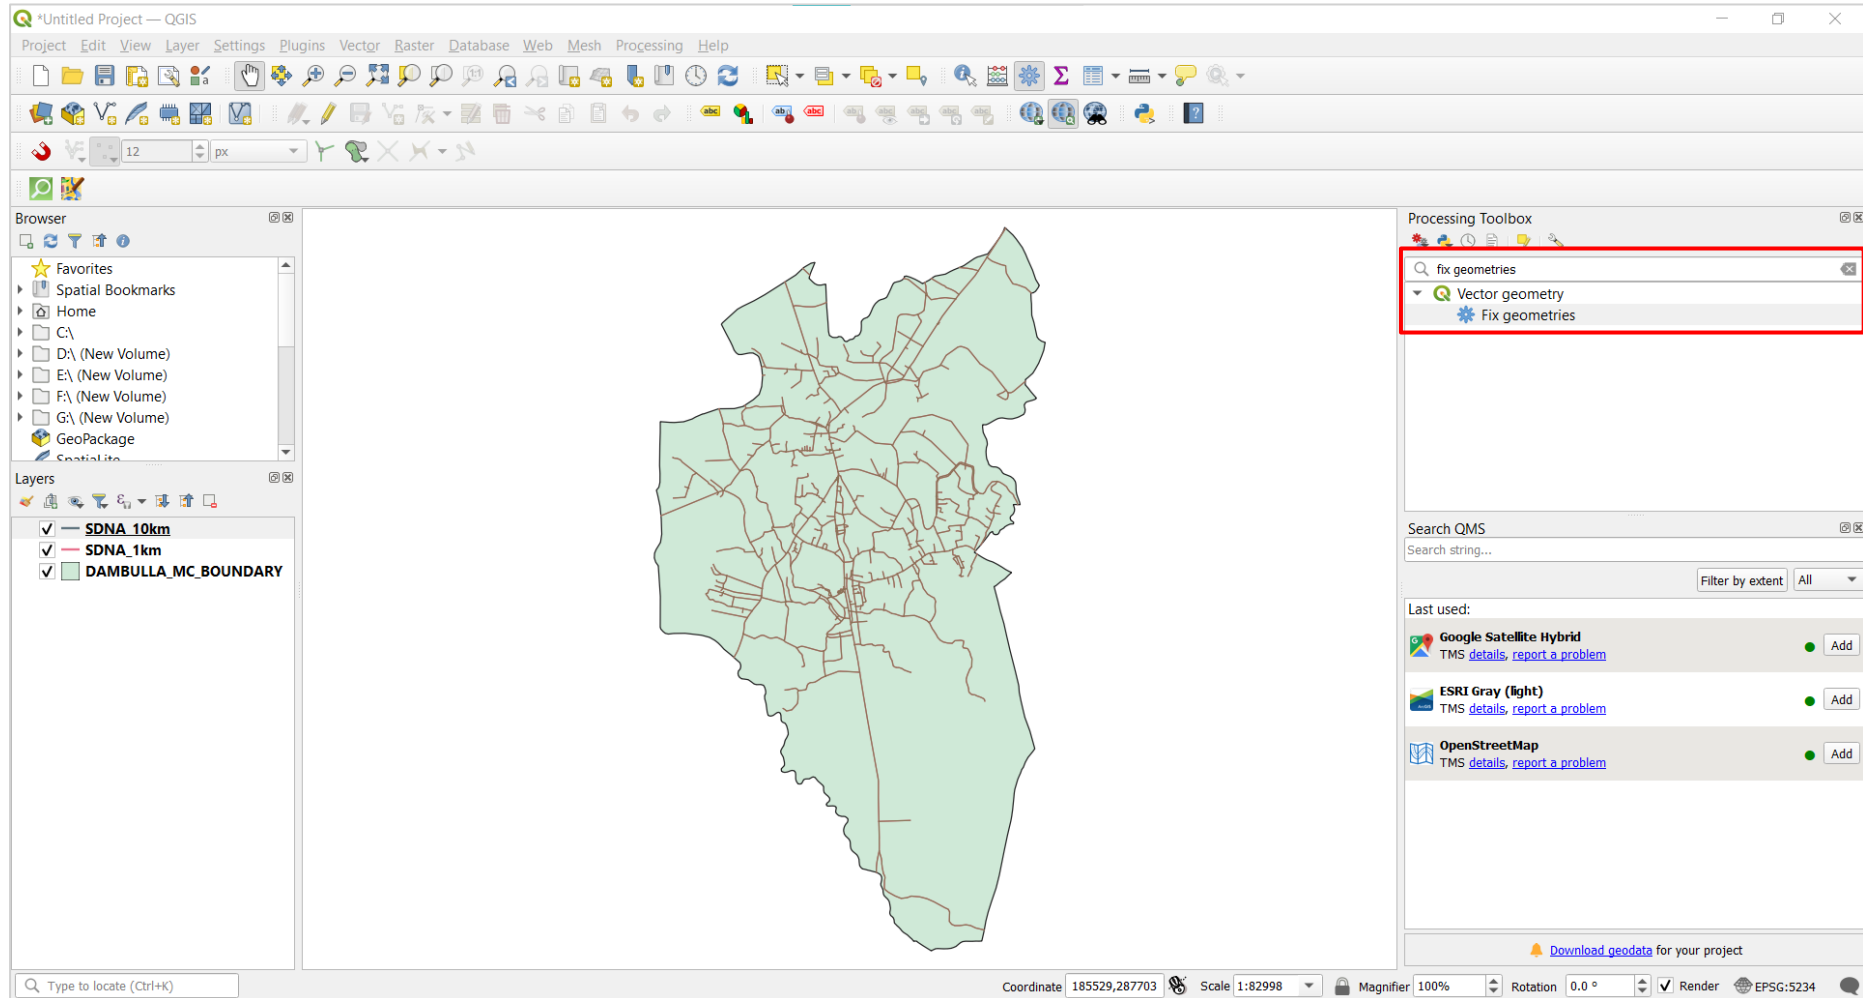 *Untitled Project — QGIS
Project Edit View Layer Settings Plugins Vector Raster Database Web Mesh Processing Help
12 px
Browser
Favorites
Spatial Bookmarks
Home
C:\
D:\ (New Volume)
E:\ (New Volume)
F:\ (New Volume)
G:\ (New Volume)
GeoPackage
SpatiaLite
Layers
SDNA_10km
SDNA_1km
DAMBULLA_MC_BOUNDARY
Processing Toolbox
fix geometries
Vector geometry
Fix geometries
Search QMS
Search string...
Filter by extent All
Last used:
Google Satellite Hybrid
TMS details, report a problem
Add
ESRI Gray (light)
TMS details, report a problem
Add
OpenStreetMap
TMS details, report a problem
Add
Download geodata for your project
Type to locate (Ctrl+K)
Coordinate 185529,287703 Scale 1:82998 Magnifier 100% Rotation 0.0 ° Render EPSG:5234